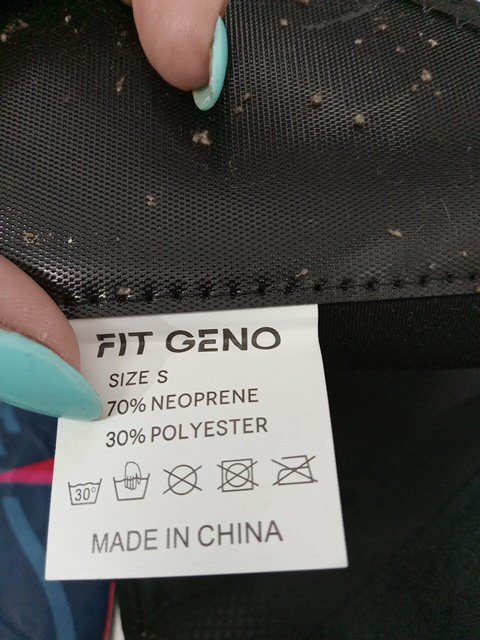 FIT GENO
SIZE S
70% NEOPRENE
30% POLYESTER
30°
MADE IN CHINA